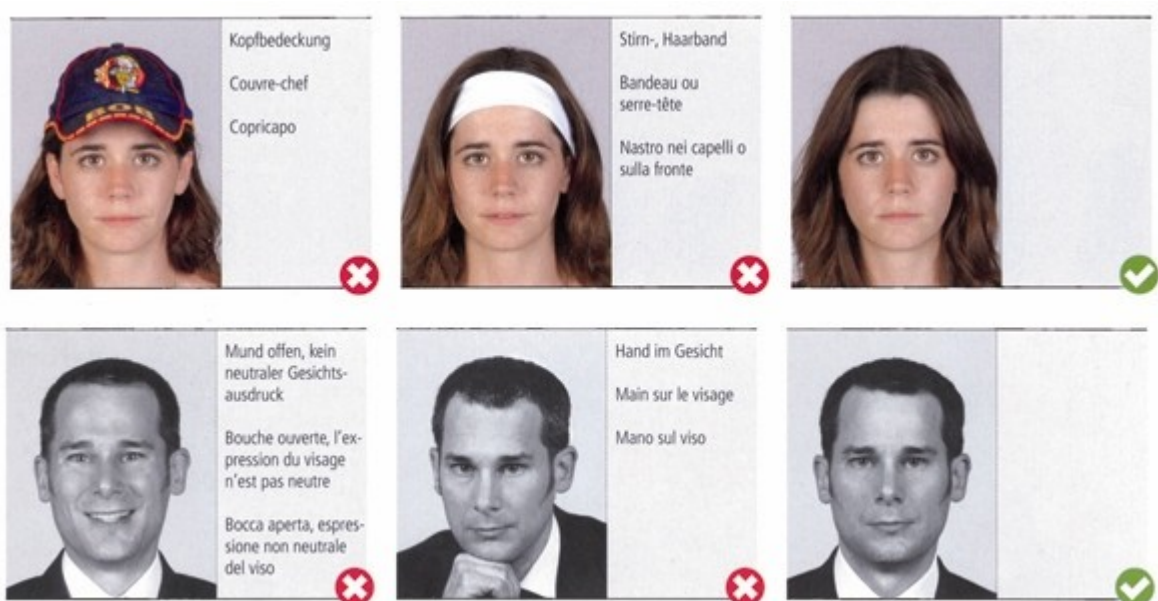 BOB
Kopfbedeckung
Couvre-chef
Copricapo
Stirn-, Haarband
Bandeau ou
serre-tête
Nastro nei capelli o
sulla fronte
Mund offen, kein
neutraler Gesichts-
ausdruck
Bouche ouverte, l'ex-
pression du visage
n'est pas neutre
Bocca aperta, espres-
sione non neutrale
del viso
Hand im Gesicht
Main sur le visage
Mano sul viso